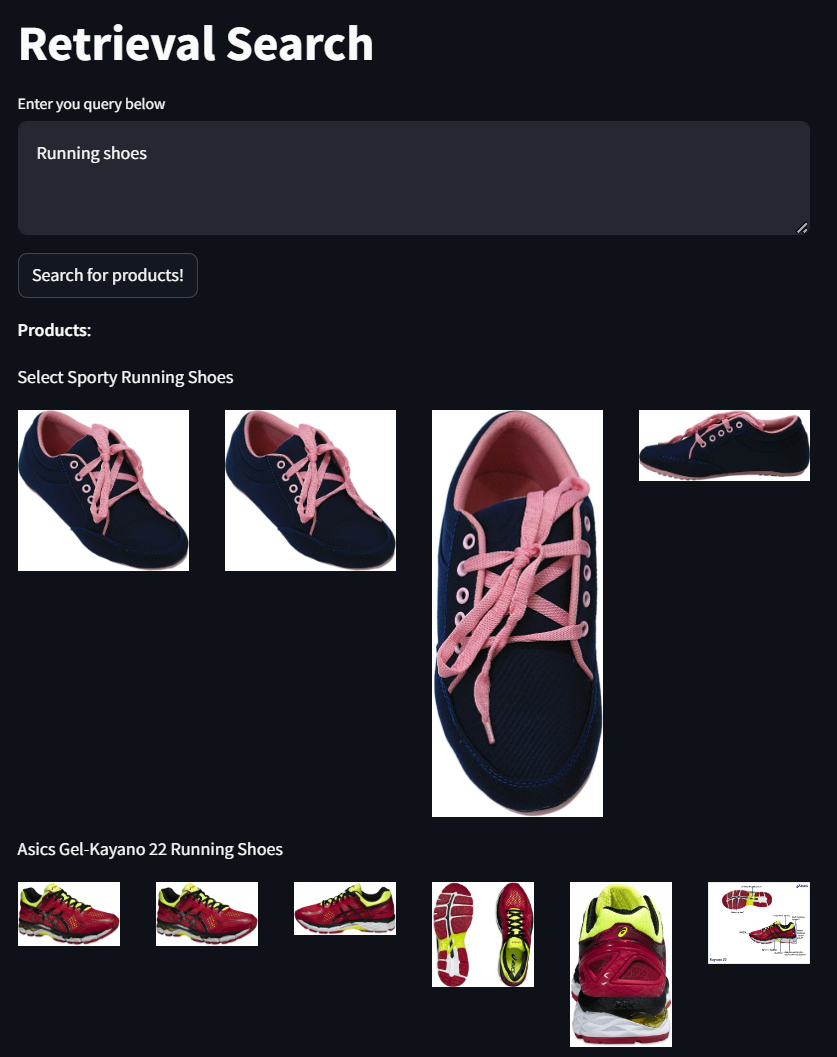 Retrieval Search
Enter you query below
Running shoes
Search for products!
Products:
Select Sporty Running Shoes
Asics Gel-Kayano 22 Running Shoes